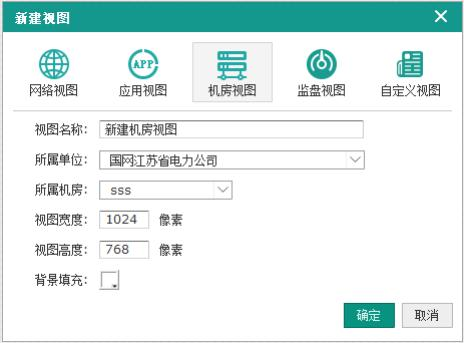 新建视图
APP
网络视图 应用视图 机房视图 监盘视图 自定义视图
视图名称： 新建机房视图
所属单位： 国网江苏省电力公司
所属机房： sss
视图宽度： 1024 像素
视图高度： 768 像素
背景填充：
确定 取消